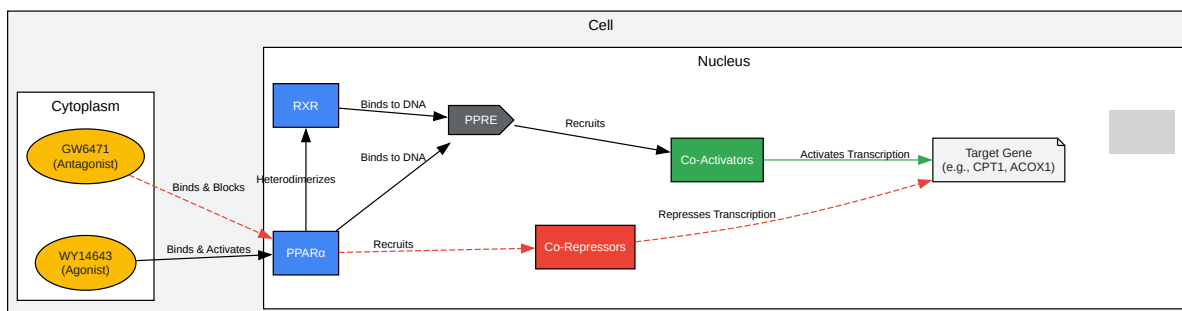 Cell
Nucleus
Cytoplasm
GW6471
(Antagonist)
WY14643
(Agonist)
Binds & Blocks
Binds & Activates
RXR
Heterodimerizes
PPARα
Binds to DNA
Binds to DNA
PPRE
Recruits
Recruits
Co-Activators
Co-Repressors
Activates Transcription
Represses Transcription
Target Gene
(e.g., CPT1, ACOX1)